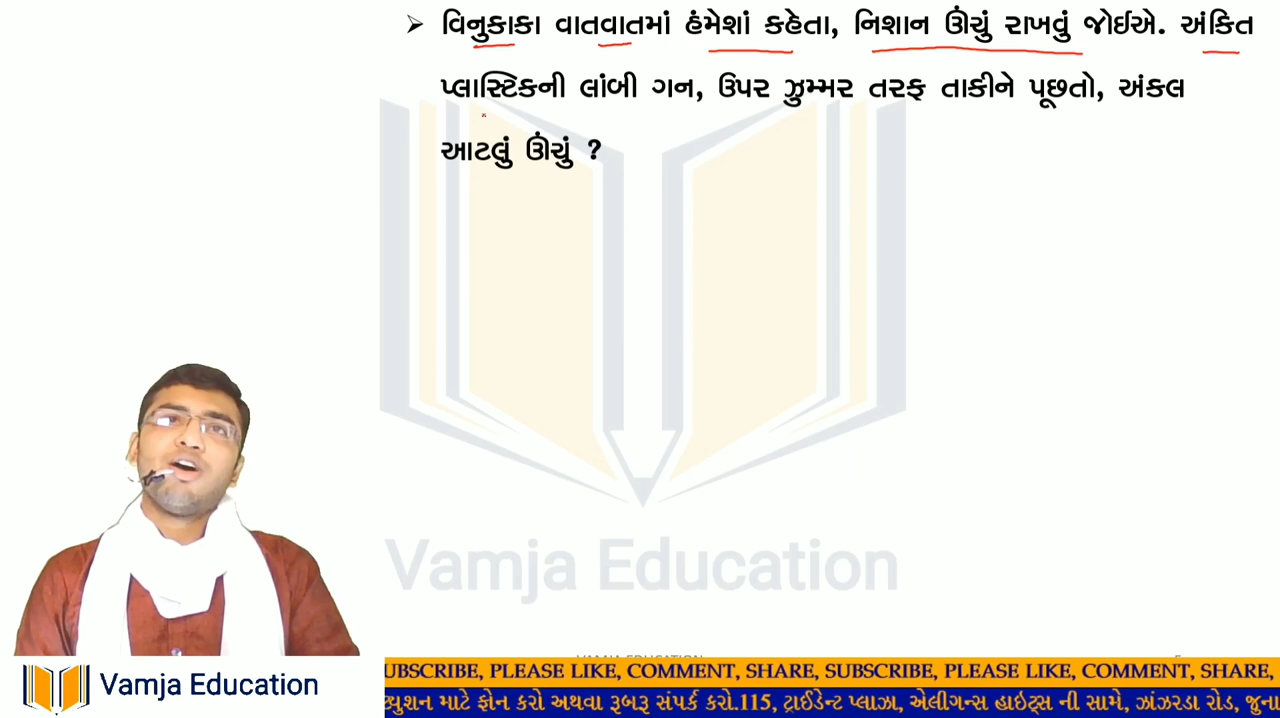 ➢ વિનુકાકા વાતવાતમાં હંમેશાં કહેતા, નિશાન ઊંચું રાખવું જોઈએ. અંકિત
પ્લાસ્ટિકની લાંબી ગન, ઉપર ઝુમ્મર તરફ તાકીને પૂછતો, અંકલ
આટલું ઊંચું ?
Vamja Education
Vamja Education
UBSCRIBE, PLEASE LIKE, COMMENT, SHARE, SUBSCRIBE, PLEASE LIKE, COMMENT, SHARE,
્યુશન માટે ફોન કરો અથવા રૂબરૂ સંપર્ક કરો.115, ટ્રાઈડેન્ટ પ્લાઝા, એલીગન્સ હાઇટ્સ ની સામે, ઝાંઝરડા રોડ, જુના